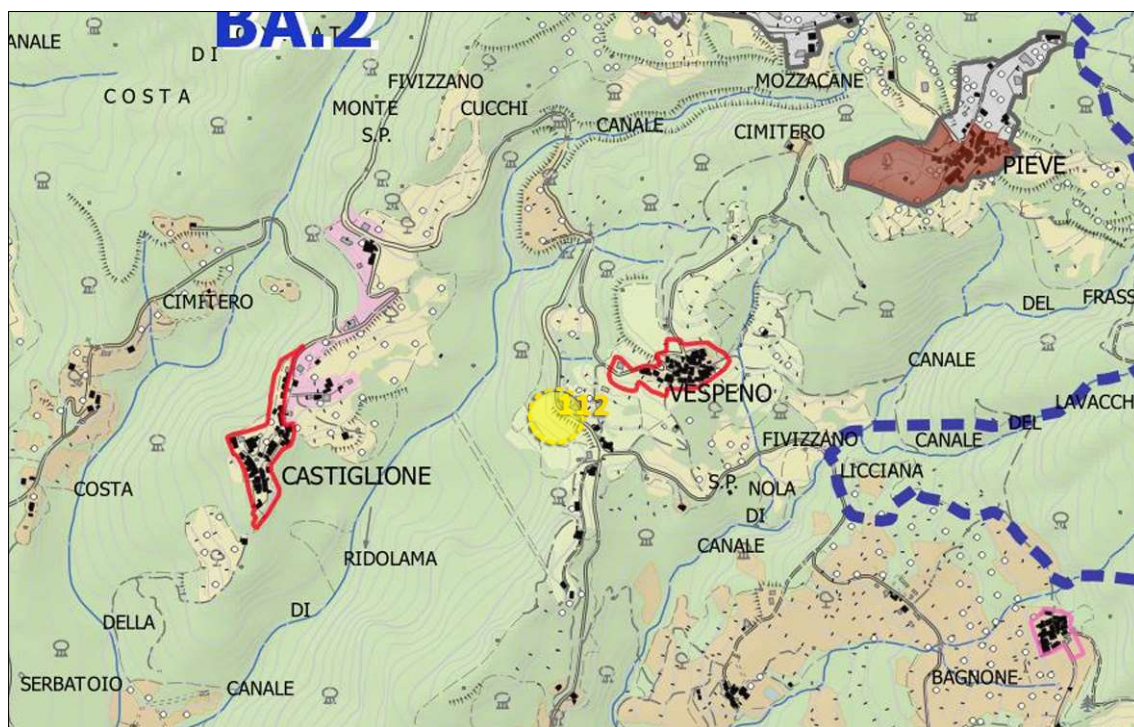 BA.2
ANALE
DI
COSTA
FIVIZZANO
MONTE
CUCCHI
S.P.
CANALE
MOZZACANE
CIMITERO
PIEVE
CIMITERO
DEL
FRASS
CANALE
LAVACCH
DEL
VESPENO
112
FIVIZZANO
CANALE
CASTIGLIONE
COSTA
LICCIANA
S.P.
NOLA
DI
CANALE
RIDOLAMA
DELLA
DI
BAGNONE
SERBATOIO
CANALE